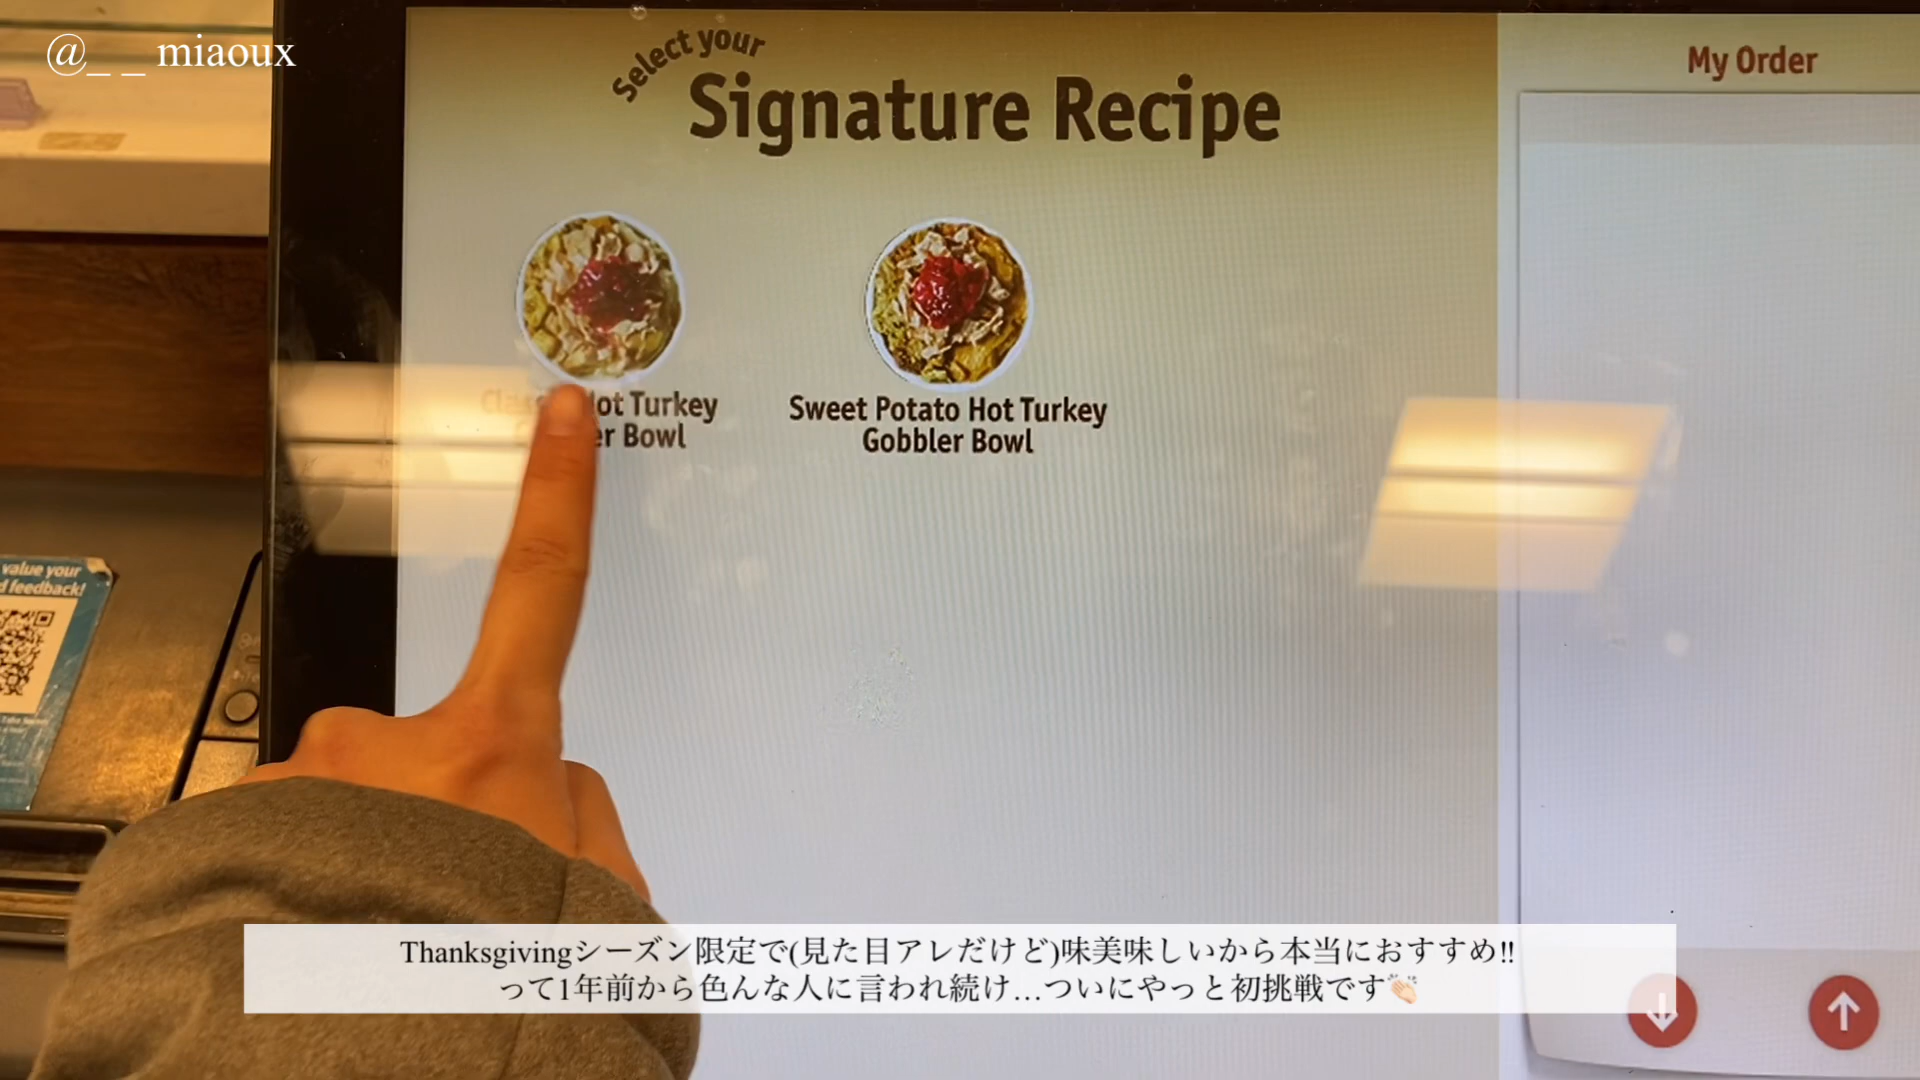 @_ _ miaoux
Select your
Signature Recipe
My Order
Classic Hot Turkey
er Bowl
Sweet Potato Hot Turkey
Gobbler Bowl
value your
d feedback!
Thanksgivingシーズン限定で(見た目アレだけど)味美味しいから本当におすすめ!!
って1年前から色んな人に言われ続け…ついにやっと初挑戦です👏🏻